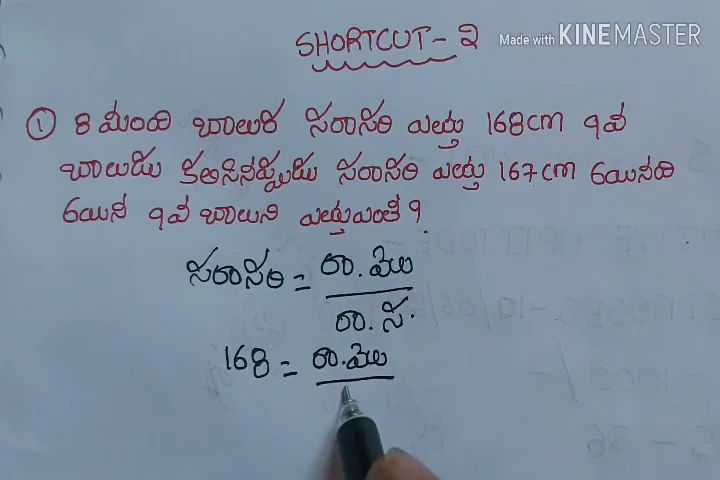 SHORTCUT - 2
Made with KINEMASTER
① 8 మంది బాలుర సరాసరి ఎత్తు 168cm 9వ
బాలుడు కలిసినప్పుడు సరాసరి ఎత్తు 167cm అయినది
అయిన 9వ బాలుని ఎత్తుఎంత ?
సరాసరి = రా.మొ
రా.సం.
168 = రా.మొ